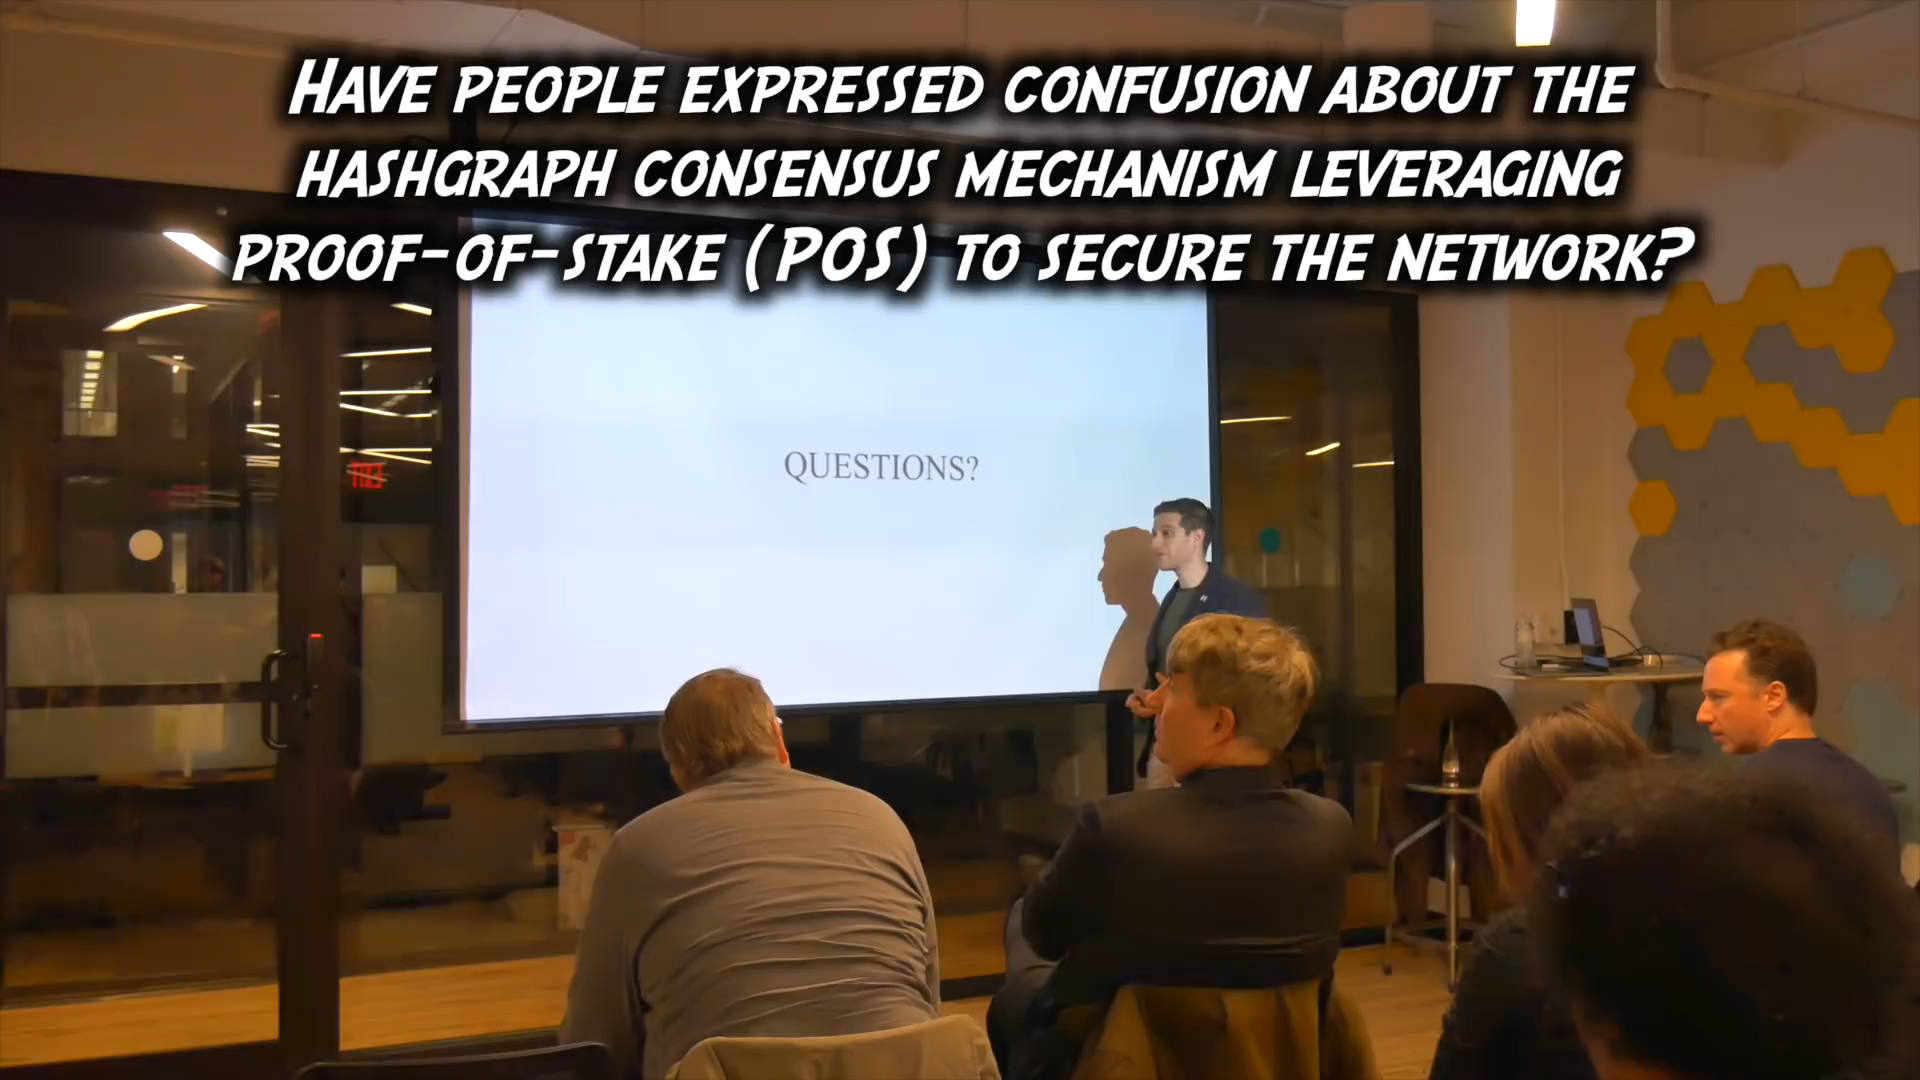 HAVE PEOPLE EXPRESSED CONFUSION ABOUT THE
HASHGRAPH CONSENSUS MECHANISM LEVERAGING
PROOF-OF-STAKE (POS) TO SECURE THE NETWORK?
QUESTIONS?
EXIT